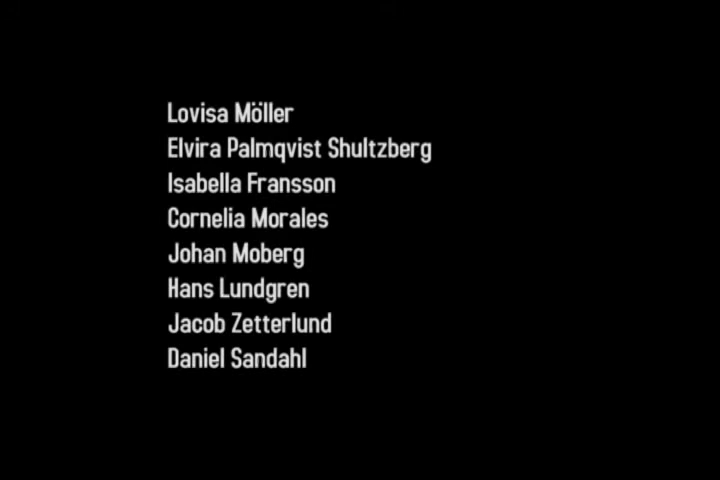 Lovisa Möller
Elvira Palmqvist Shultzberg
Isabella Fransson
Cornelia Morales
Johan Moberg
Hans Lundgren
Jacob Zetterlund
Daniel Sandahl